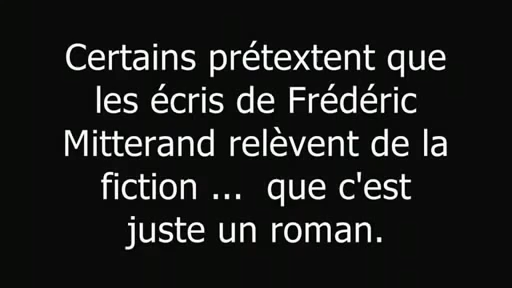 Certains prétextent que
les écris de Frédéric
Mitterand relèvent de la
fiction ...  que c'est
juste un roman.